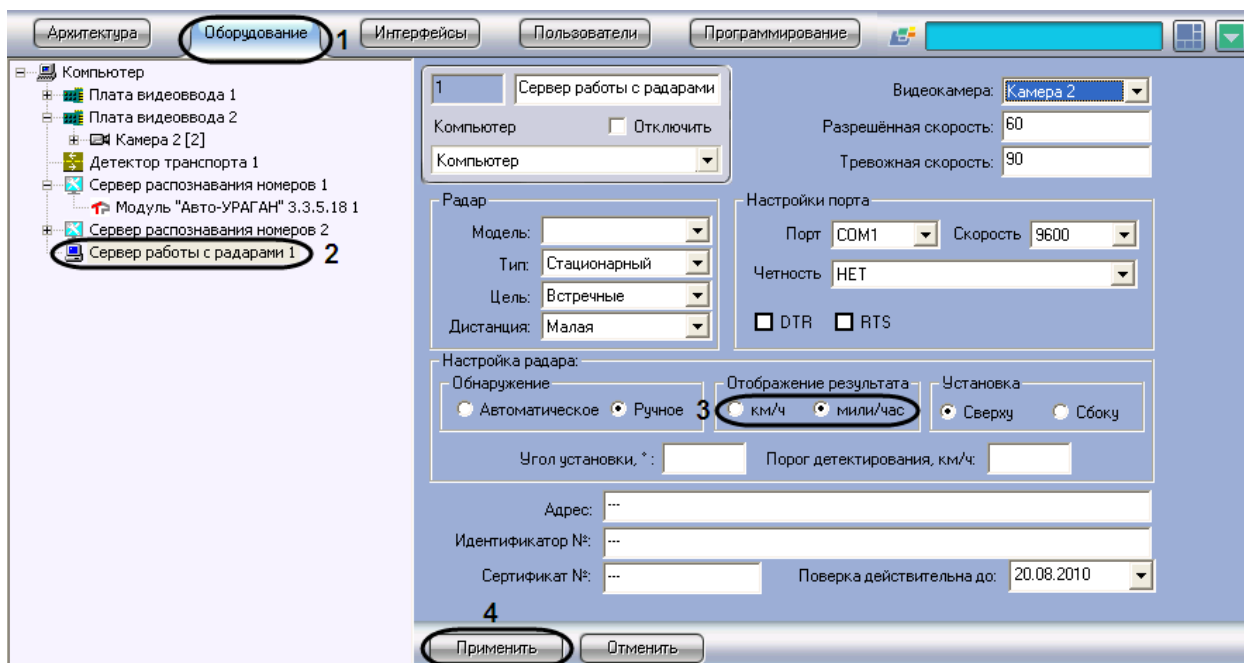 Архитектура Оборудование 1 Интерфейсы Пользователи Программирование
Компьютер
Плата видеоввода 1
Плата видеоввода 2
Камера 2 [2]
Детектор транспорта 1
Сервер распознавания номеров 1
Модуль "Авто-УРАГАН" 3.3.5.18 1
Сервер распознавания номеров 2
Сервер работы с радарами 1 2
1 Сервер работы с радарами
Компьютер Отключить
Компьютер
Видеокамера: Камера 2
Разрешённая скорость: 60
Тревожная скорость: 90
Радар
Модель:
Тип: Стационарный
Цель: Встречные
Дистанция: Малая
Настройки порта
Порт COM1 Скорость 9600
Четность НЕТ
DTR RTS
Настройка радара:
Обнаружение
Автоматическое Ручное 3
Отображение результата
км/ч мили/час
Установка
Сверху Сбоку
Угол установки, ° : Порог детектирования, км/ч:
Адрес: ---
Идентификатор №: ---
Сертификат №: --- Поверка действительна до: 20.08.2010
4
Применить Отменить